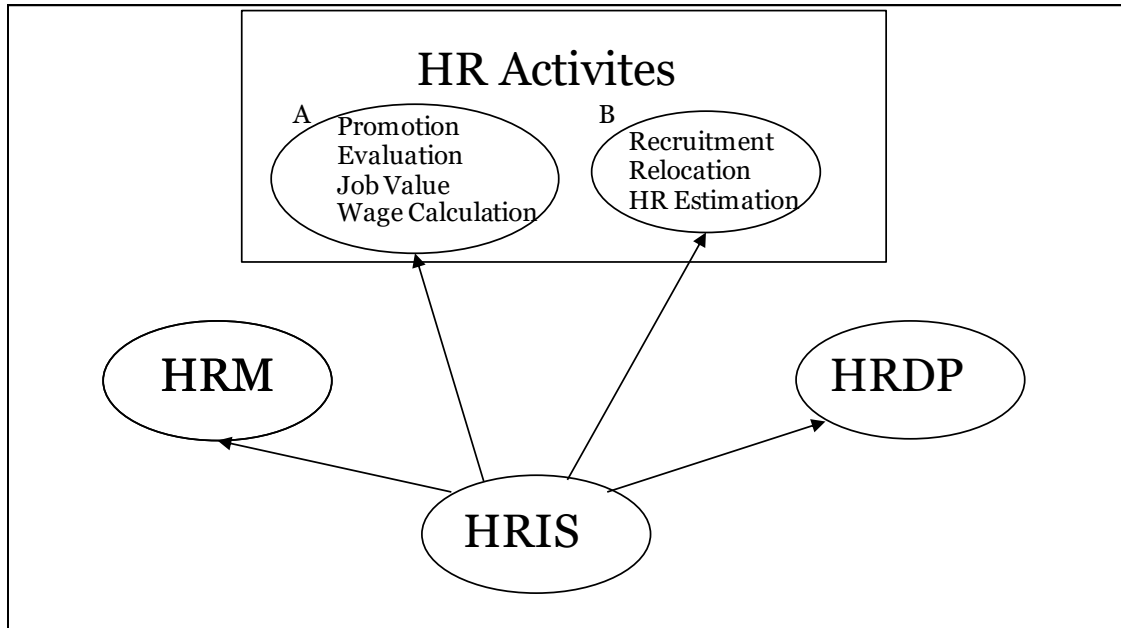 HR Activites
A
Promotion
Evaluation
Job Value
Wage Calculation
B
Recruitment
Relocation
HR Estimation
HRM
HRDP
HRIS